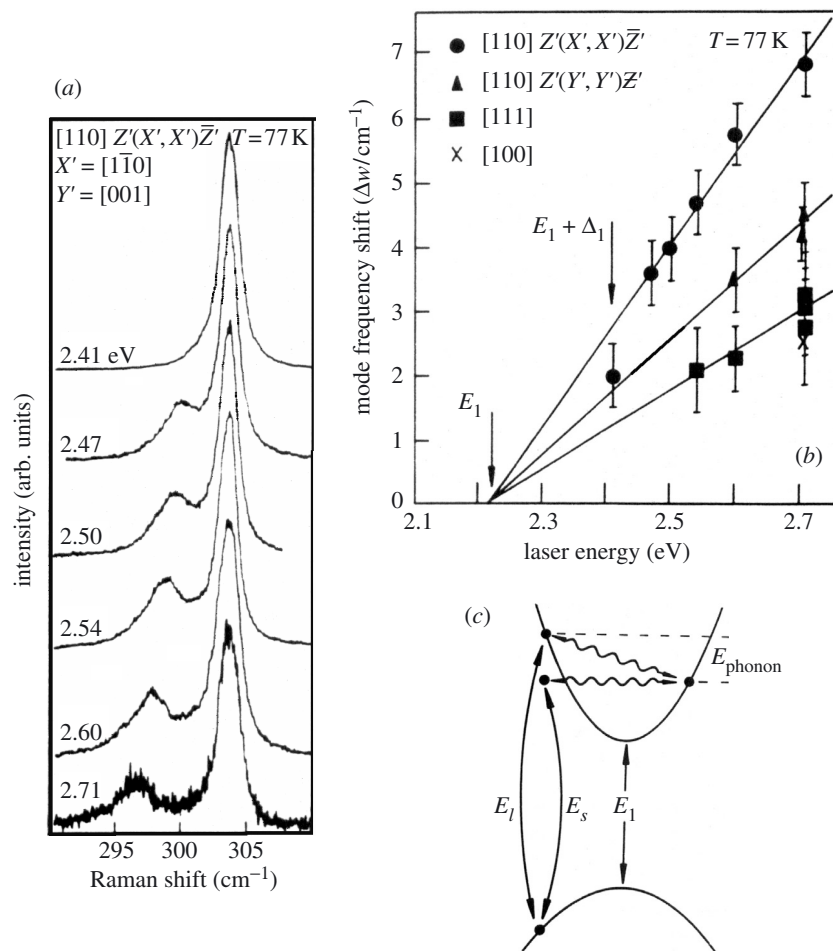 (a)
[110] Z′(X′, X′)Z̅′ T = 77 K
X′ = [11̅0]
Y′ = [001]
2.41 eV
2.47
2.50
2.54
2.60
2.71
295 300 305
Raman shift (cm⁻¹)
intensity (arb. units)
[110] Z′(X′, X′)Z̅′ T = 77 K
[110] Z′(Y′, Y′)Ƶ′
[111]
[100]
E₁ + Δ₁
E₁
(b)
7
6
5
4
3
2
1
0
2.1 2.3 2.5 2.7
laser energy (eV)
mode frequency shift (Δw/cm⁻¹)
(c)
E_phonon
E_l E_s E₁